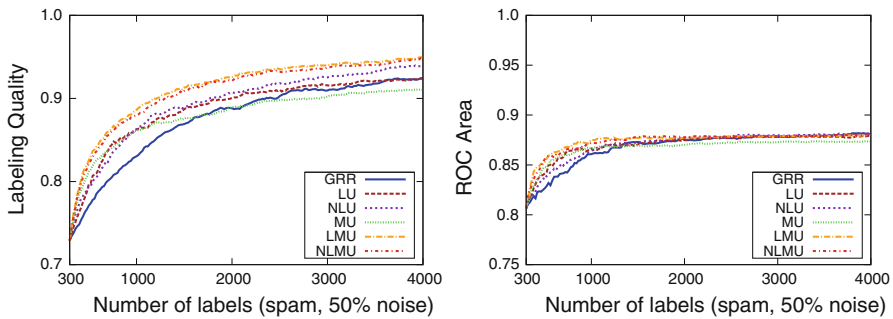 1.0
0.9
0.8
0.7
Labeling Quality
300
1000
2000
3000
4000
Number of labels (spam, 50% noise)
GRR
LU
NLU
MU
LMU
NLMU
1
0.95
0.9
0.85
0.8
0.75
ROC Area
300
1000
2000
3000
4000
Number of labels (spam, 50% noise)
GRR
LU
NLU
MU
LMU
NLMU